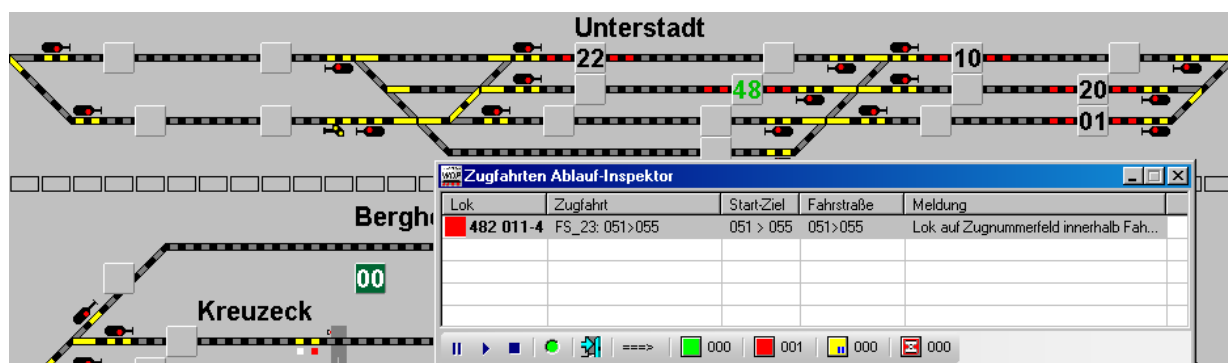 Unterstadt
22
10
48
20
01
WDP Zugfahrten Ablauf-Inspektor
Lok Zugfahrt Start-Ziel Fahrstraße Meldung
482 011-4 FS_23: 051>055 051 > 055 051>055 Lok auf Zugnummerfeld innerhalb Fah...
00
Kreuzeck
===> 000 001 000 000